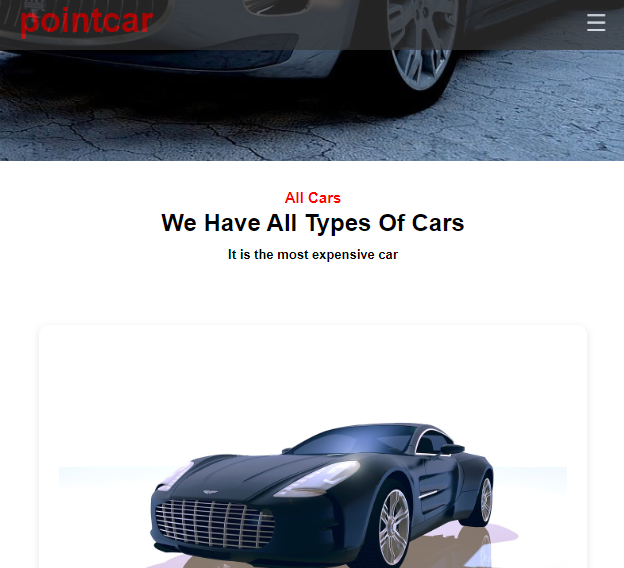 pointcar
All Cars
We Have All Types Of Cars
It is the most expensive car